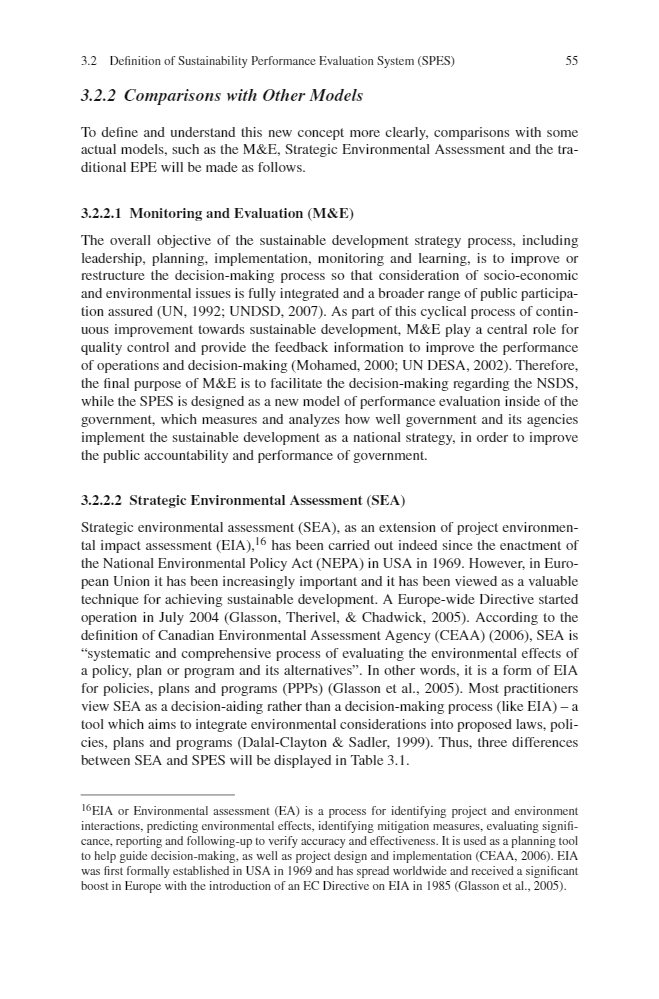 3.2 Definition of Sustainability Performance Evaluation System (SPES) 55
3.2.2 Comparisons with Other Models
To define and understand this new concept more clearly, comparisons with some
actual models, such as the M&E, Strategic Environmental Assessment and the tra-
ditional EPE will be made as follows.
3.2.2.1 Monitoring and Evaluation (M&E)
The overall objective of the sustainable development strategy process, including
leadership, planning, implementation, monitoring and learning, is to improve or
restructure the decision-making process so that consideration of socio-economic
and environmental issues is fully integrated and a broader range of public participa-
tion assured (UN, 1992; UNDSD, 2007). As part of this cyclical process of contin-
uous improvement towards sustainable development, M&E play a central role for
quality control and provide the feedback information to improve the performance
of operations and decision-making (Mohamed, 2000; UN DESA, 2002). Therefore,
the final purpose of M&E is to facilitate the decision-making regarding the NSDS,
while the SPES is designed as a new model of performance evaluation inside of the
government, which measures and analyzes how well government and its agencies
implement the sustainable development as a national strategy, in order to improve
the public accountability and performance of government.
3.2.2.2 Strategic Environmental Assessment (SEA)
Strategic environmental assessment (SEA), as an extension of project environmen-
tal impact assessment (EIA),16 has been carried out indeed since the enactment of
the National Environmental Policy Act (NEPA) in USA in 1969. However, in Euro-
pean Union it has been increasingly important and it has been viewed as a valuable
technique for achieving sustainable development. A Europe-wide Directive started
operation in July 2004 (Glasson, Therivel, & Chadwick, 2005). According to the
definition of Canadian Environmental Assessment Agency (CEAA) (2006), SEA is
“systematic and comprehensive process of evaluating the environmental effects of
a policy, plan or program and its alternatives”. In other words, it is a form of EIA
for policies, plans and programs (PPPs) (Glasson et al., 2005). Most practitioners
view SEA as a decision-aiding rather than a decision-making process (like EIA) – a
tool which aims to integrate environmental considerations into proposed laws, poli-
cies, plans and programs (Dalal-Clayton & Sadler, 1999). Thus, three differences
between SEA and SPES will be displayed in Table 3.1.
16EIA or Environmental assessment (EA) is a process for identifying project and environment
interactions, predicting environmental effects, identifying mitigation measures, evaluating signifi-
cance, reporting and following-up to verify accuracy and effectiveness. It is used as a planning tool
to help guide decision-making, as well as project design and implementation (CEAA, 2006). EIA
was first formally established in USA in 1969 and has spread worldwide and received a significant
boost in Europe with the introduction of an EC Directive on EIA in 1985 (Glasson et al., 2005).